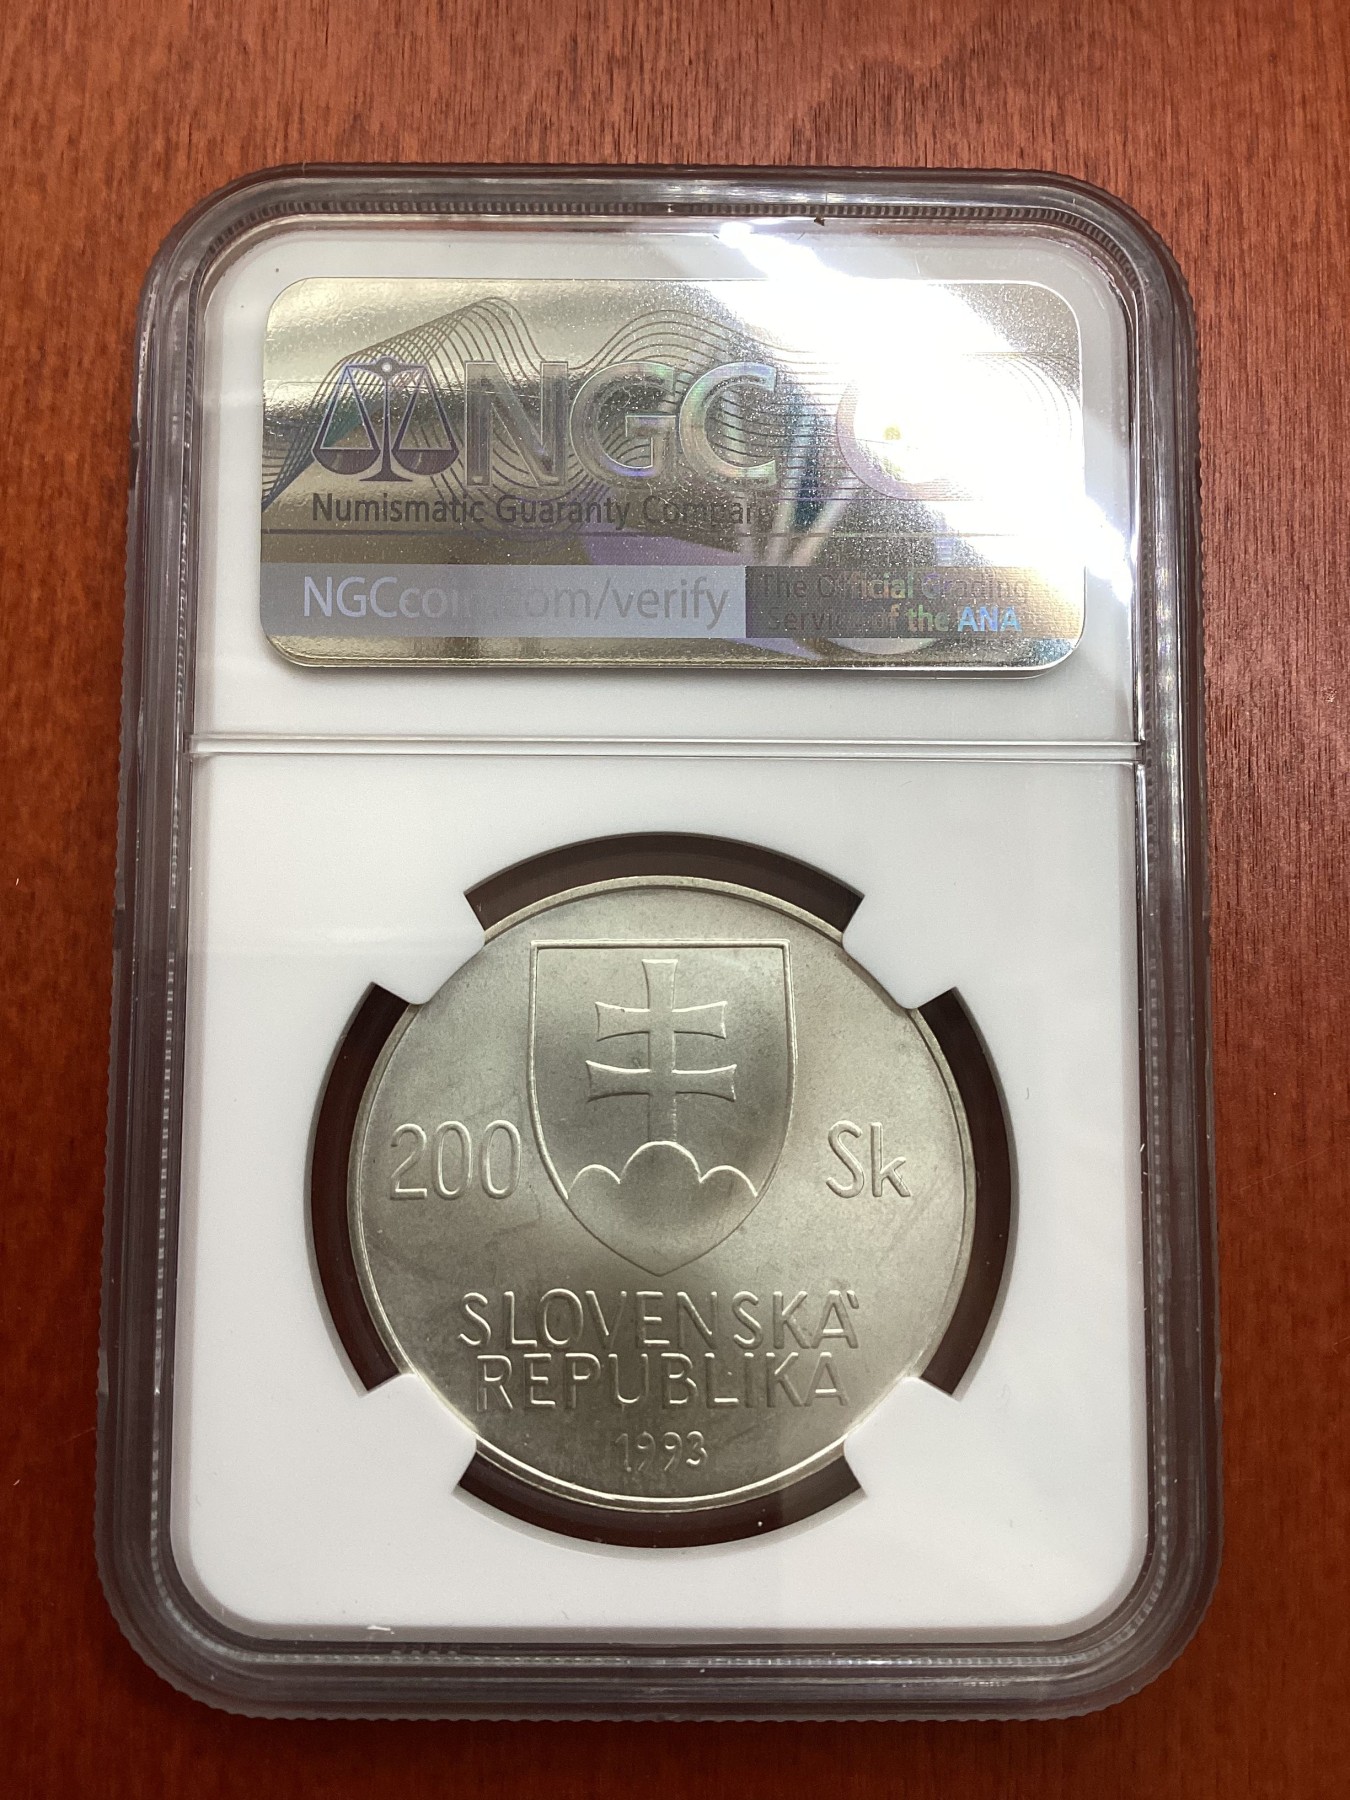 NGC
Numismatic Guaranty Company
NGCcoin.com/verify
The Official Grading
Service of the ANA
200 Sk
SLOVENSKÁ
REPUBLIKA
1993